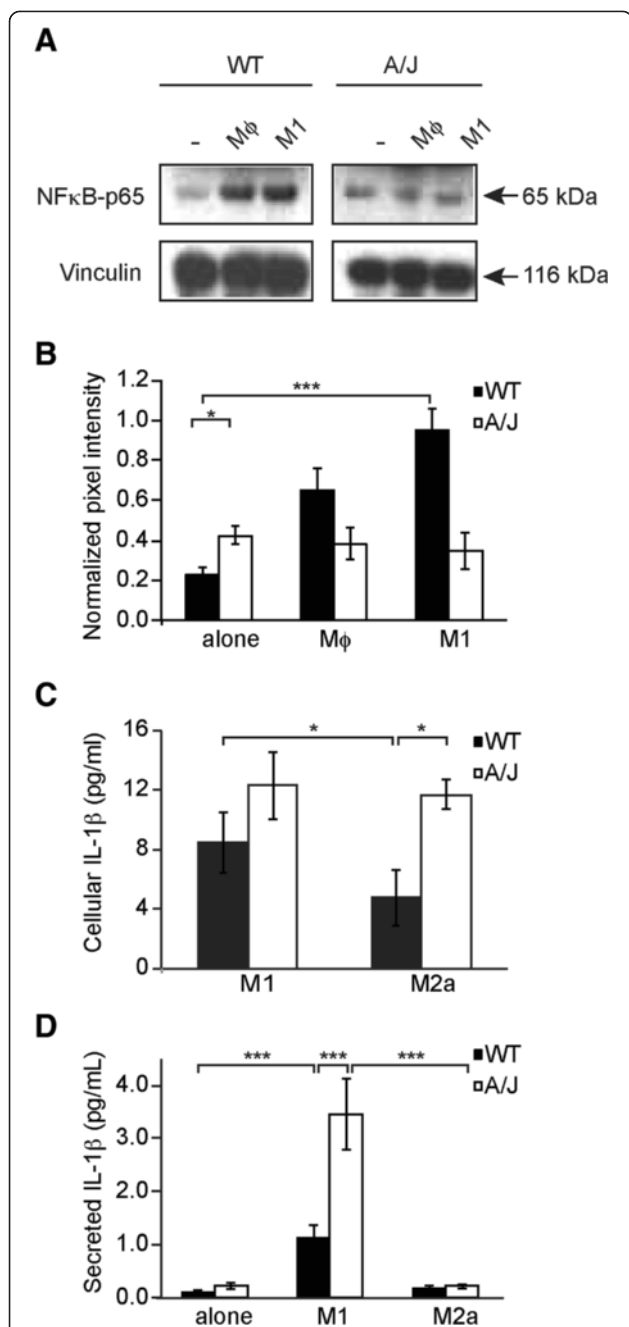 A
WT A/J
- Mϕ M1 - Mϕ M1
NFκB-p65 65 kDa
Vinculin 116 kDa
B
Normalized pixel intensity
1.2
1.0
0.8
0.6
0.4
0.2
0.0
***
*
WT
A/J
alone Mϕ M1
C
Cellular IL-1β (pg/ml)
16
12
8
4
0
* *
WT
A/J
M1 M2a
D
Secreted IL-1β (pg/mL)
4.0
3.0
2.0
1.0
0.0
*** *** ***
WT
A/J
alone M1 M2a